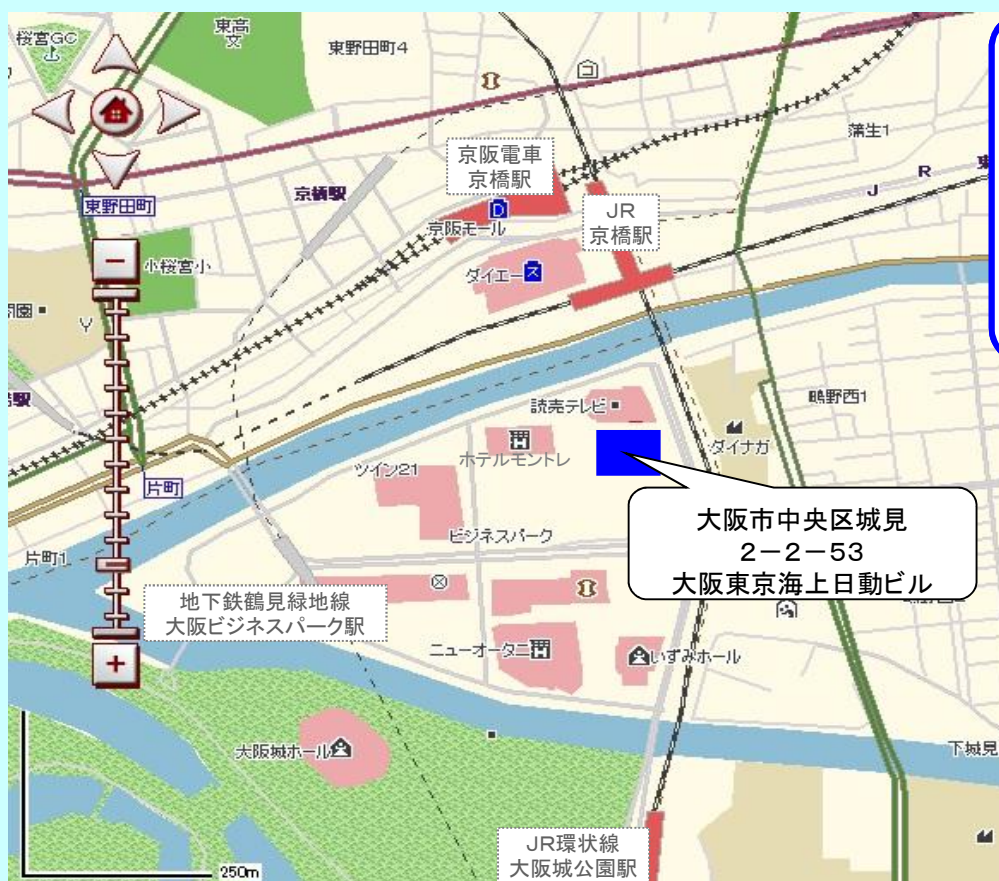 桜宮GC
東高
東野田町4
蒲生1
京阪電車
京橋駅
京橋駅
J R 東
東野田町
JR
京橋駅
京阪モール
小桜宮小
ダイエー
ス
読売テレビ
鴫野西1
ホテルモントレ
ダイナガ
ツイン21
片町
大阪市中央区城見
2-2-53
大阪東京海上日動ビル
ビジネスパーク
片町1
地下鉄鶴見緑地線
大阪ビジネスパーク駅
ニューオータニ
いずみホール
大阪城ホール
下城見
JR環状線
大阪城公園駅
250m